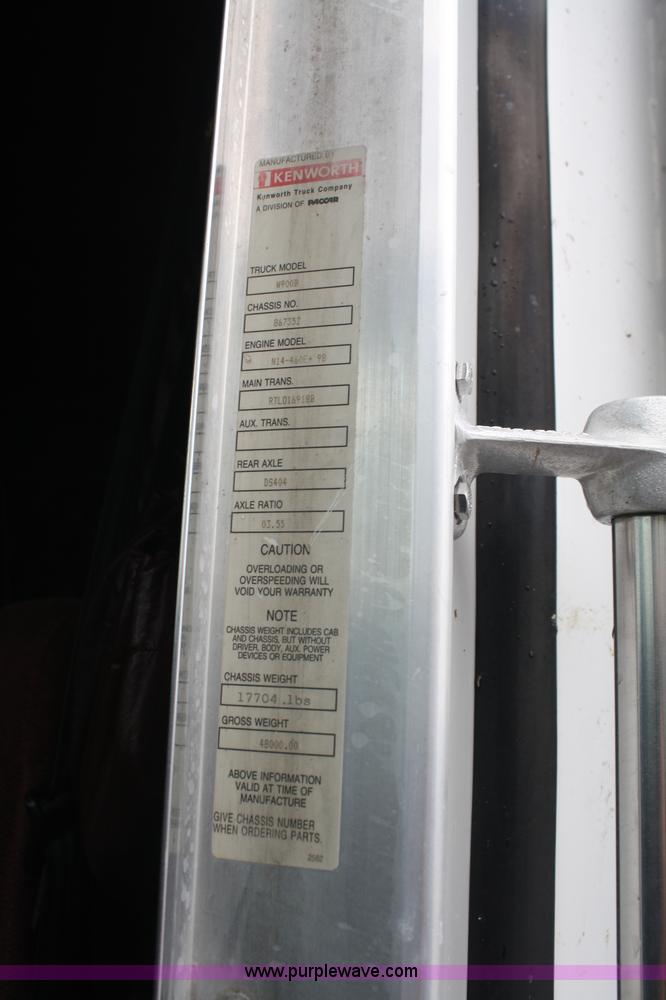 MANUFACTURED BY
KENWORTH
Kenworth Truck Company
A DIVISION OF PACCAR
TRUCK MODEL
W900B
CHASSIS NO.
ENGINE MODEL
N14-460E+ 98
MAIN TRANS.
RTLO16918B
AUX. TRANS.
REAR AXLE
DS404
AXLE RATIO
03.55
CAUTION
OVERLOADING OR
OVERSPEEDING WILL
VOID YOUR WARRANTY
NOTE
CHASSIS WEIGHT INCLUDES CAB
AND CHASSIS, BUT WITHOUT
DRIVER, BODY, AUX. POWER
DEVICES OR EQUIPMENT
CHASSIS WEIGHT
17704.lbs
GROSS WEIGHT
48000.00
ABOVE INFORMATION
VALID AT TIME OF
MANUFACTURE
GIVE CHASSIS NUMBER
WHEN ORDERING PARTS.
www.purplewave.com